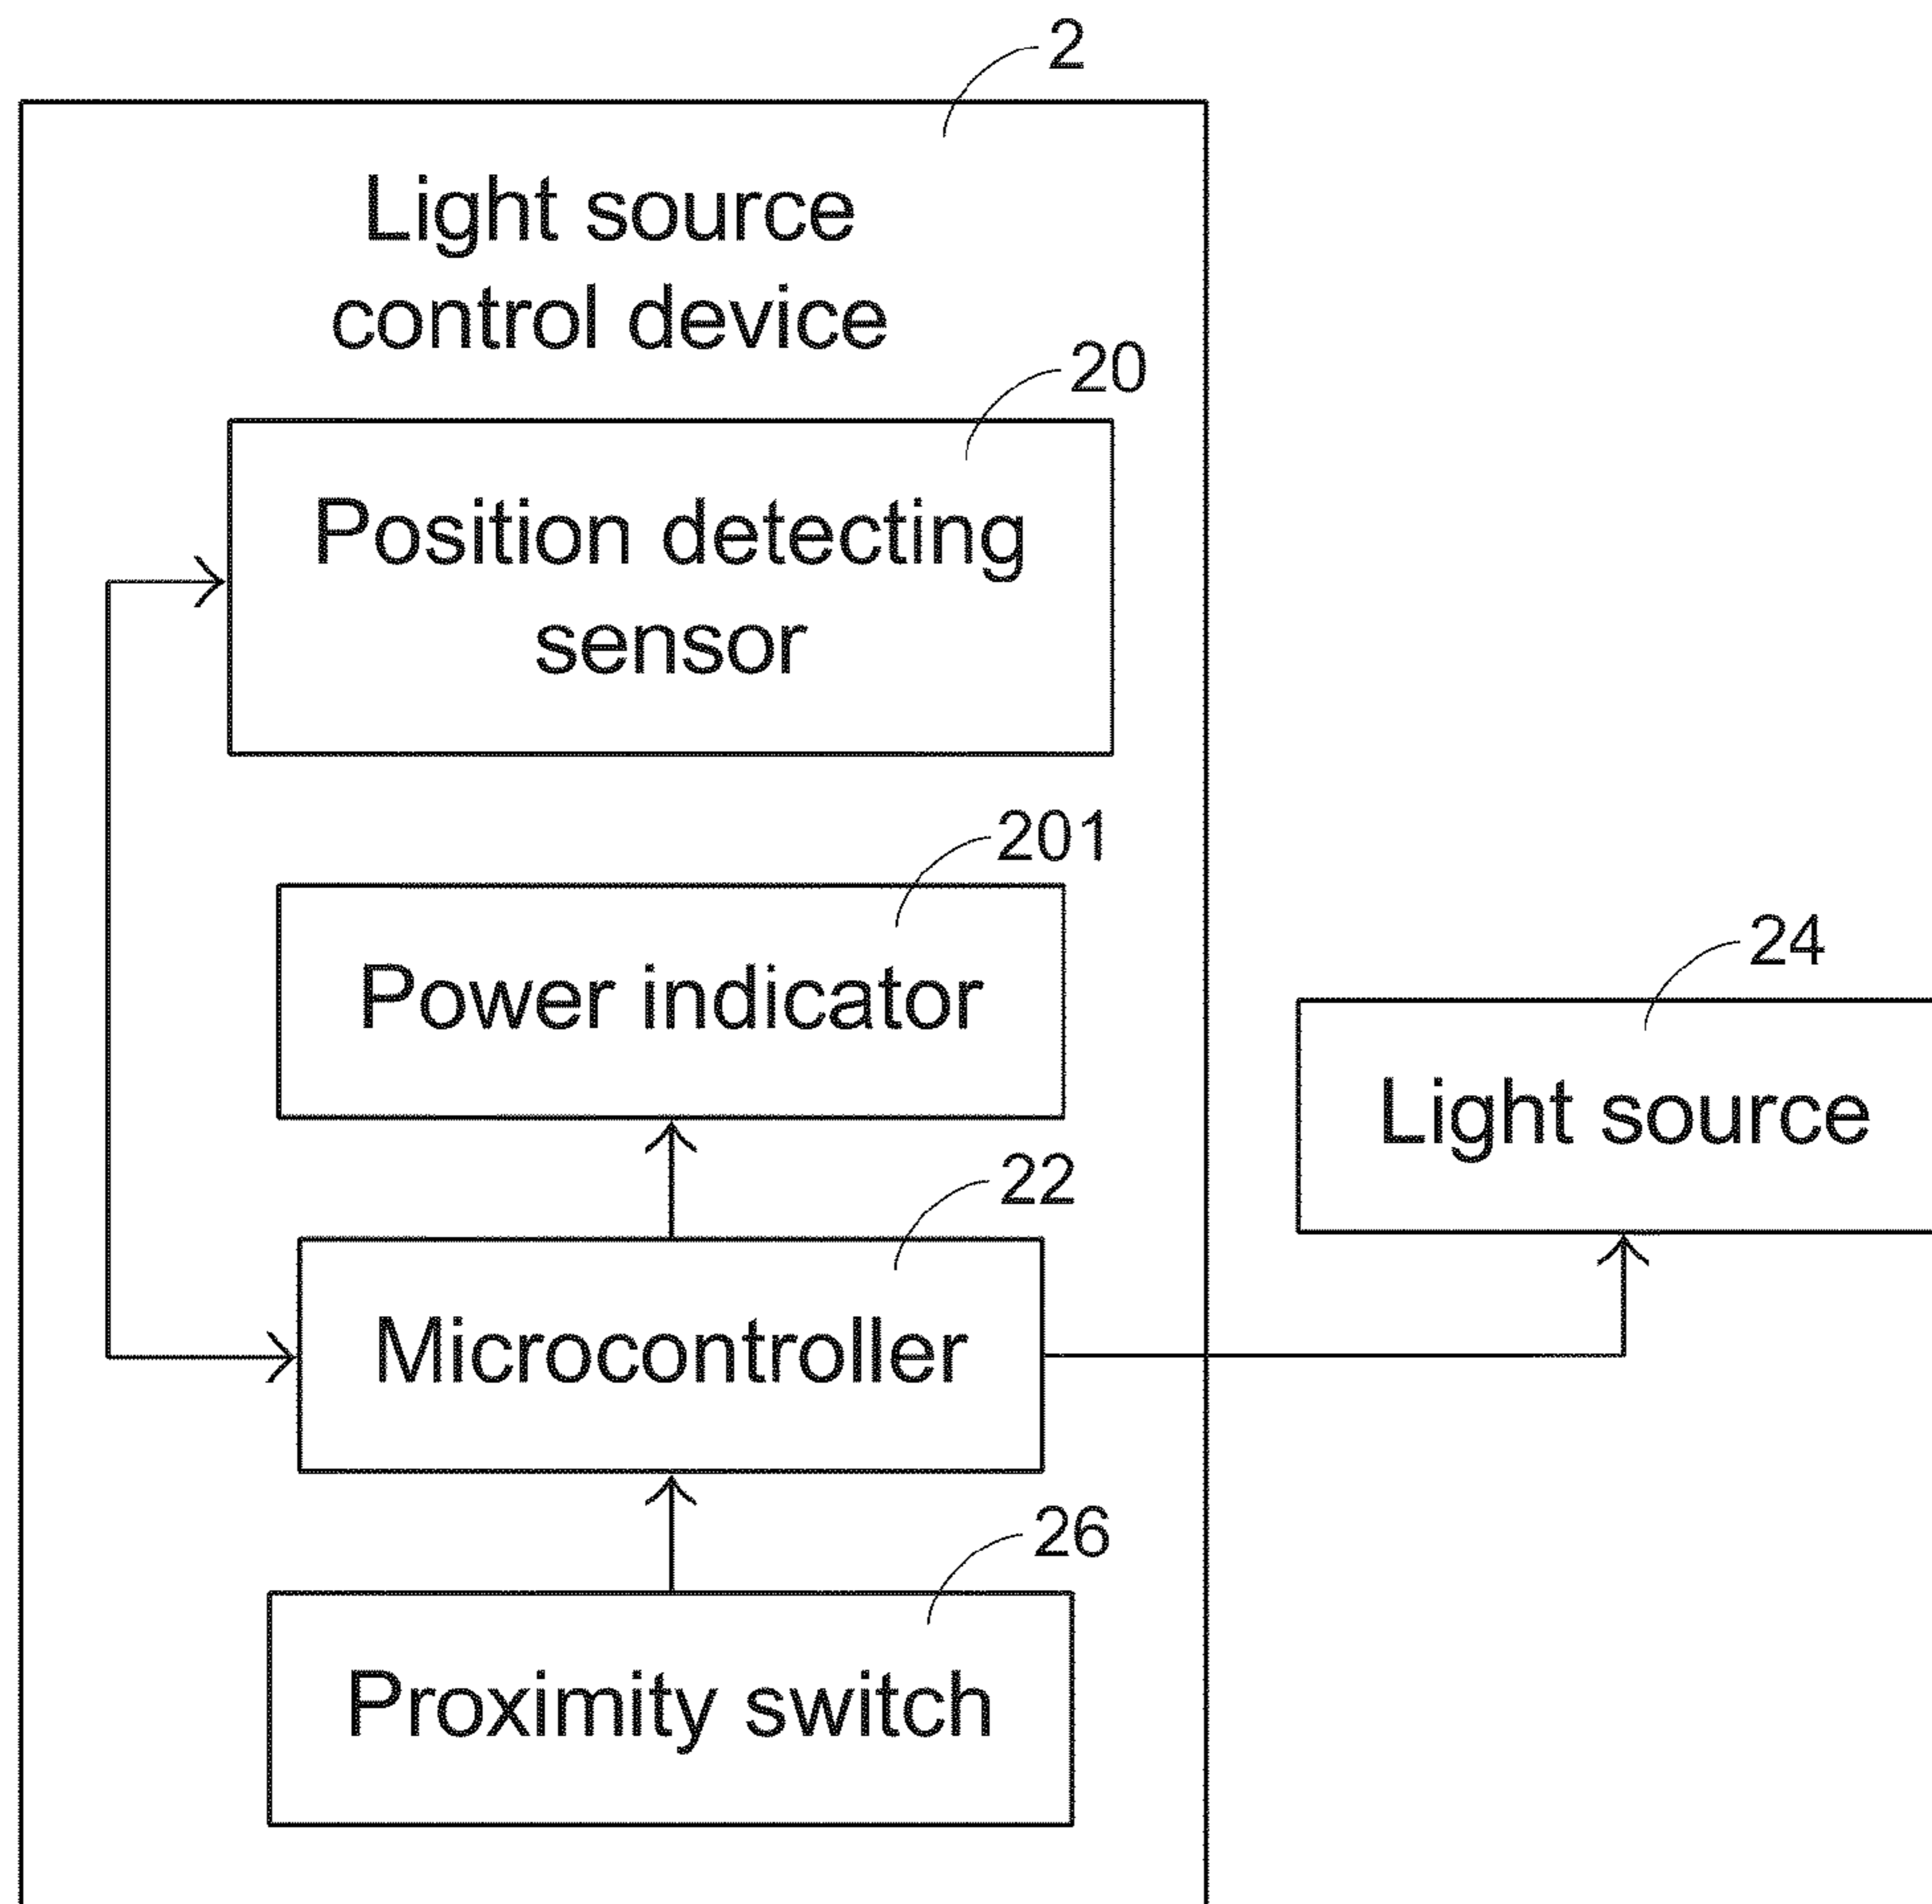 2
Light source
control device
20
Position detecting
sensor
201
Power indicator
24
Light source
22
Microcontroller
26
Proximity switch